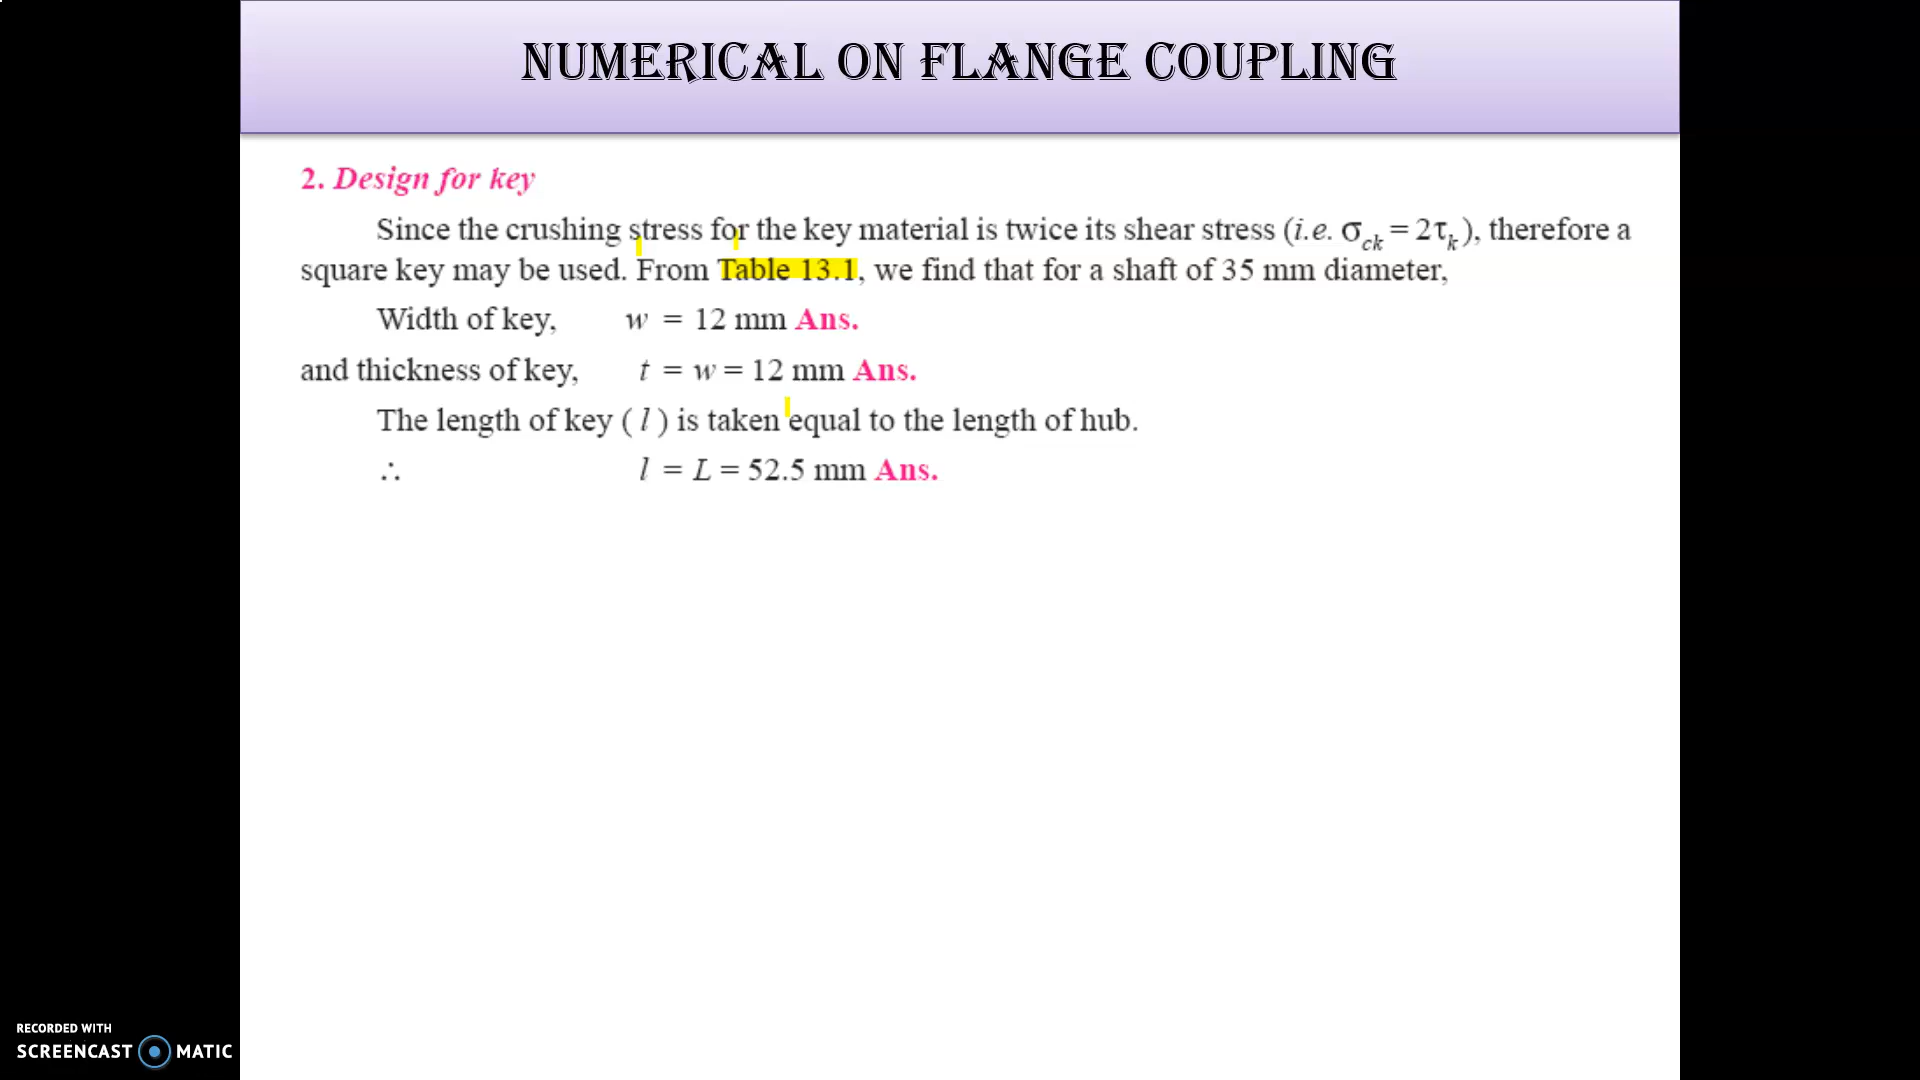 NUMERICAL ON FLANGE COUPLING
2. Design for key
Since the crushing stress for the key material is twice its shear stress (i.e. σck = 2τk), therefore a
square key may be used. From Table 13.1, we find that for a shaft of 35 mm diameter,
Width of key, w = 12 mm Ans.
and thickness of key, t = w = 12 mm Ans.
The length of key ( l ) is taken equal to the length of hub.
∴ l = L = 52.5 mm Ans.
RECORDED WITH
SCREENCAST MATIC